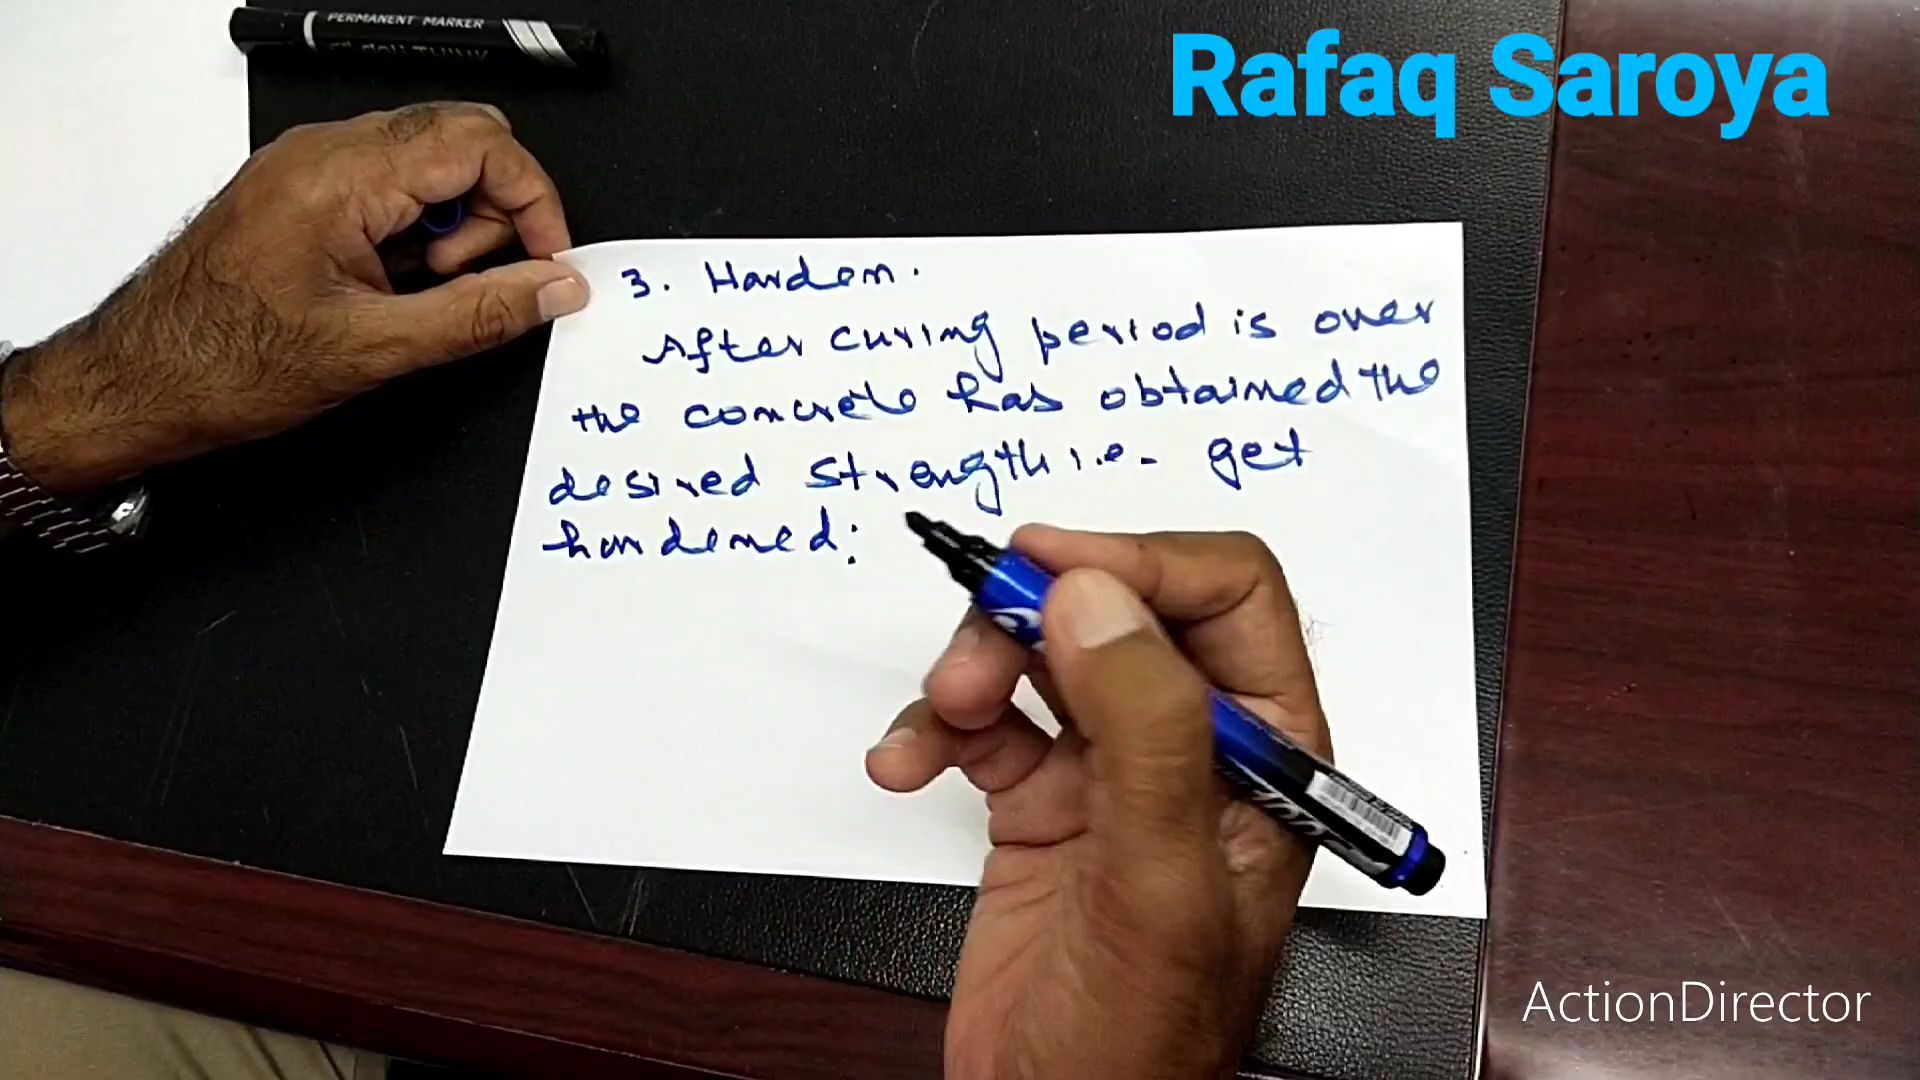 PERMANENT MARKER
Rafaq Saroya
3. Harden.
After curing period is over
the concrete has obtained the
desired strength i.e. get
hardened:
ActionDirector